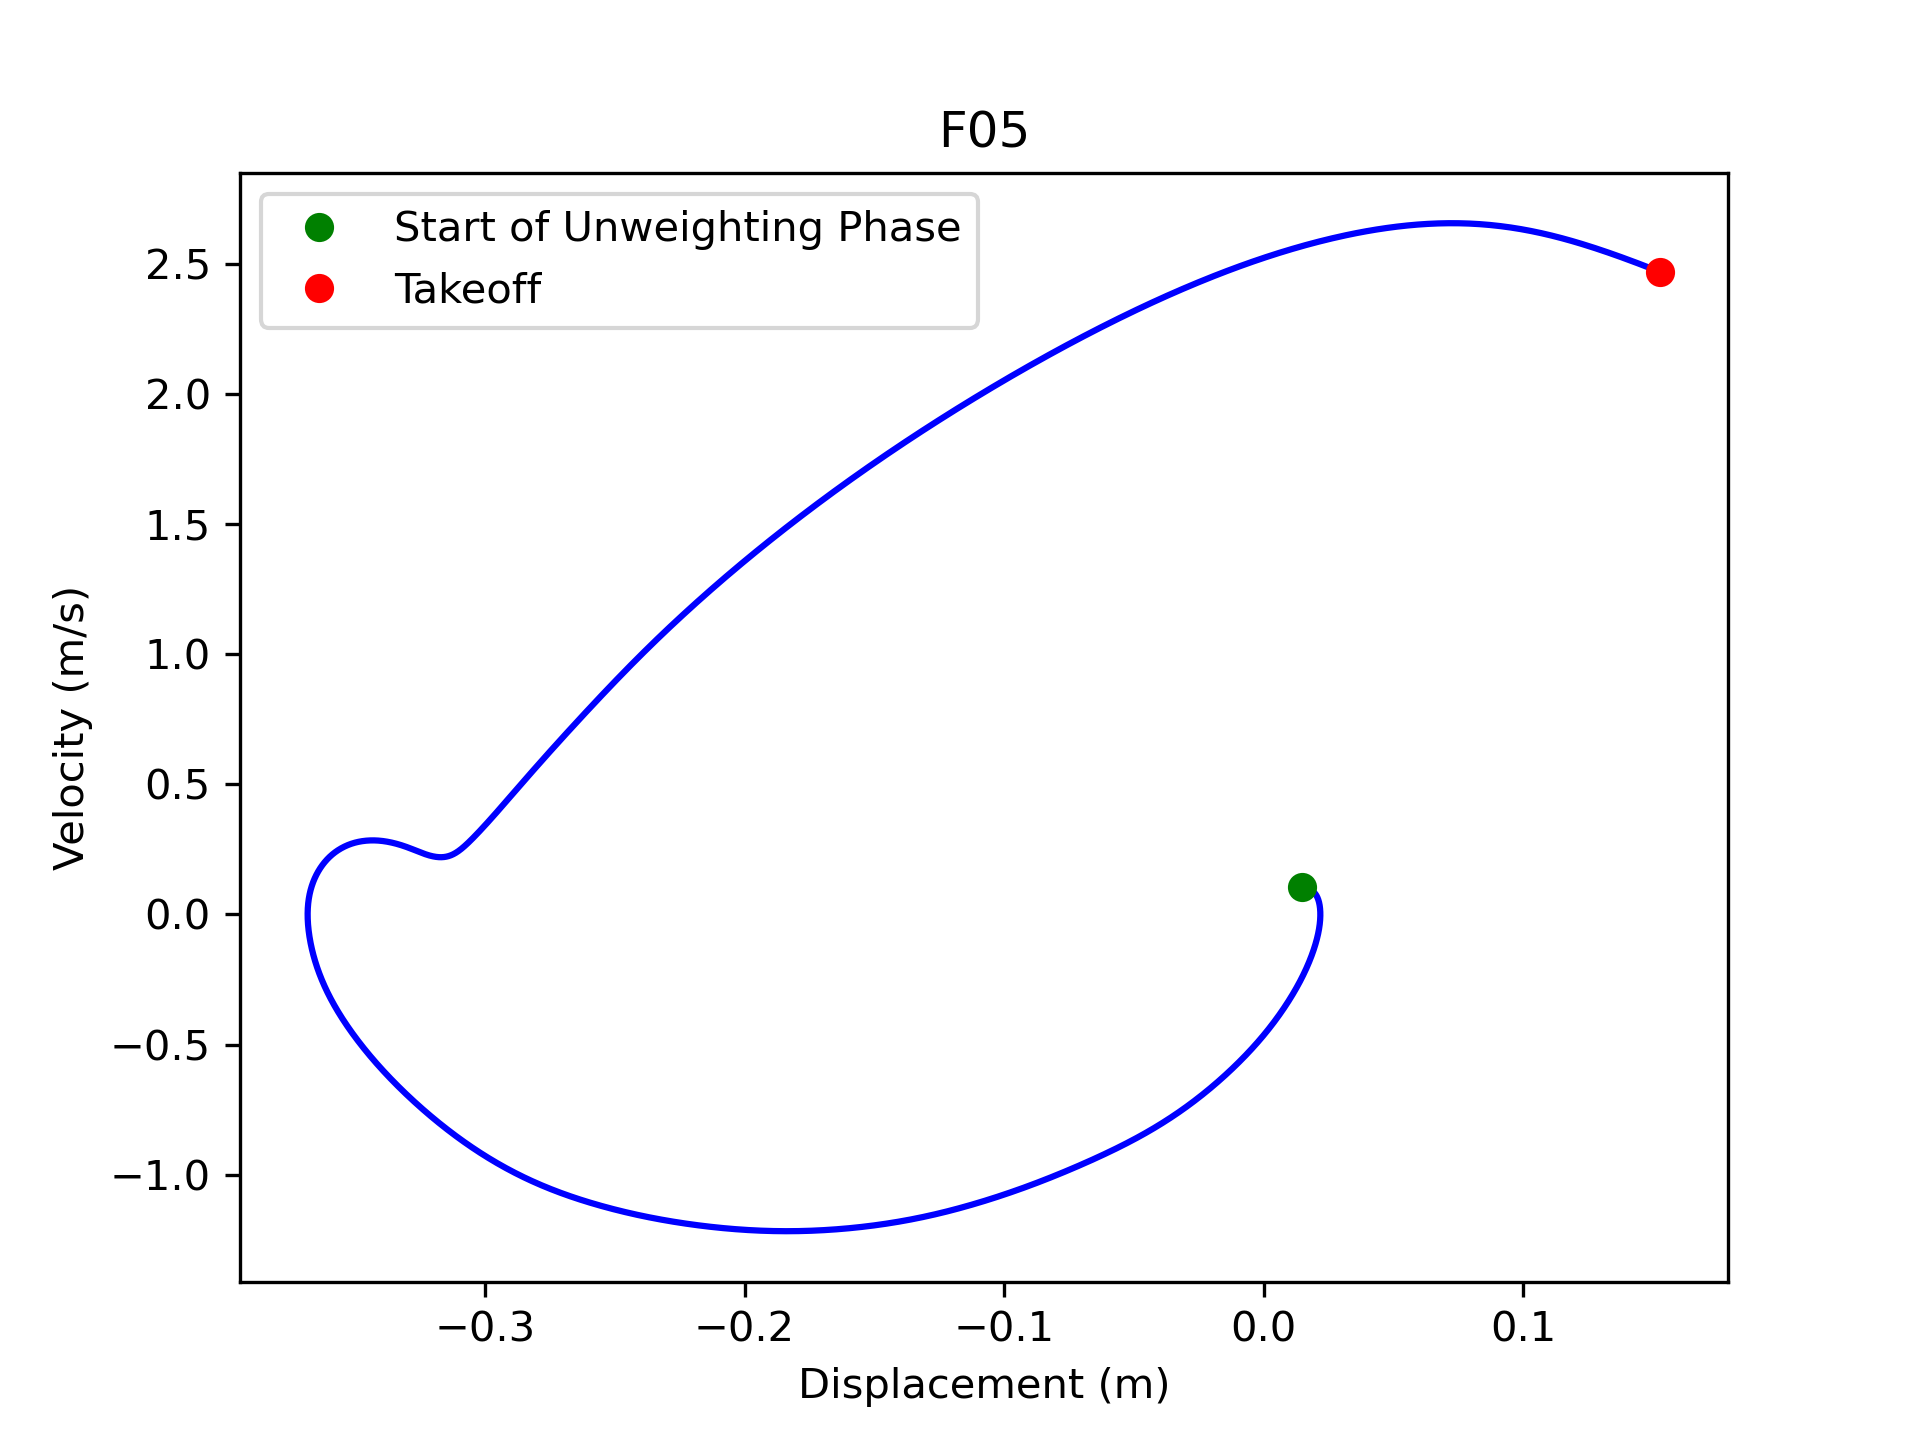 F05
Start of Unweighting Phase
Takeoff
2.5
2.0
1.5
1.0
0.5
0.0
−0.5
−1.0
Velocity (m/s)
−0.3
−0.2
−0.1
0.0
0.1
Displacement (m)